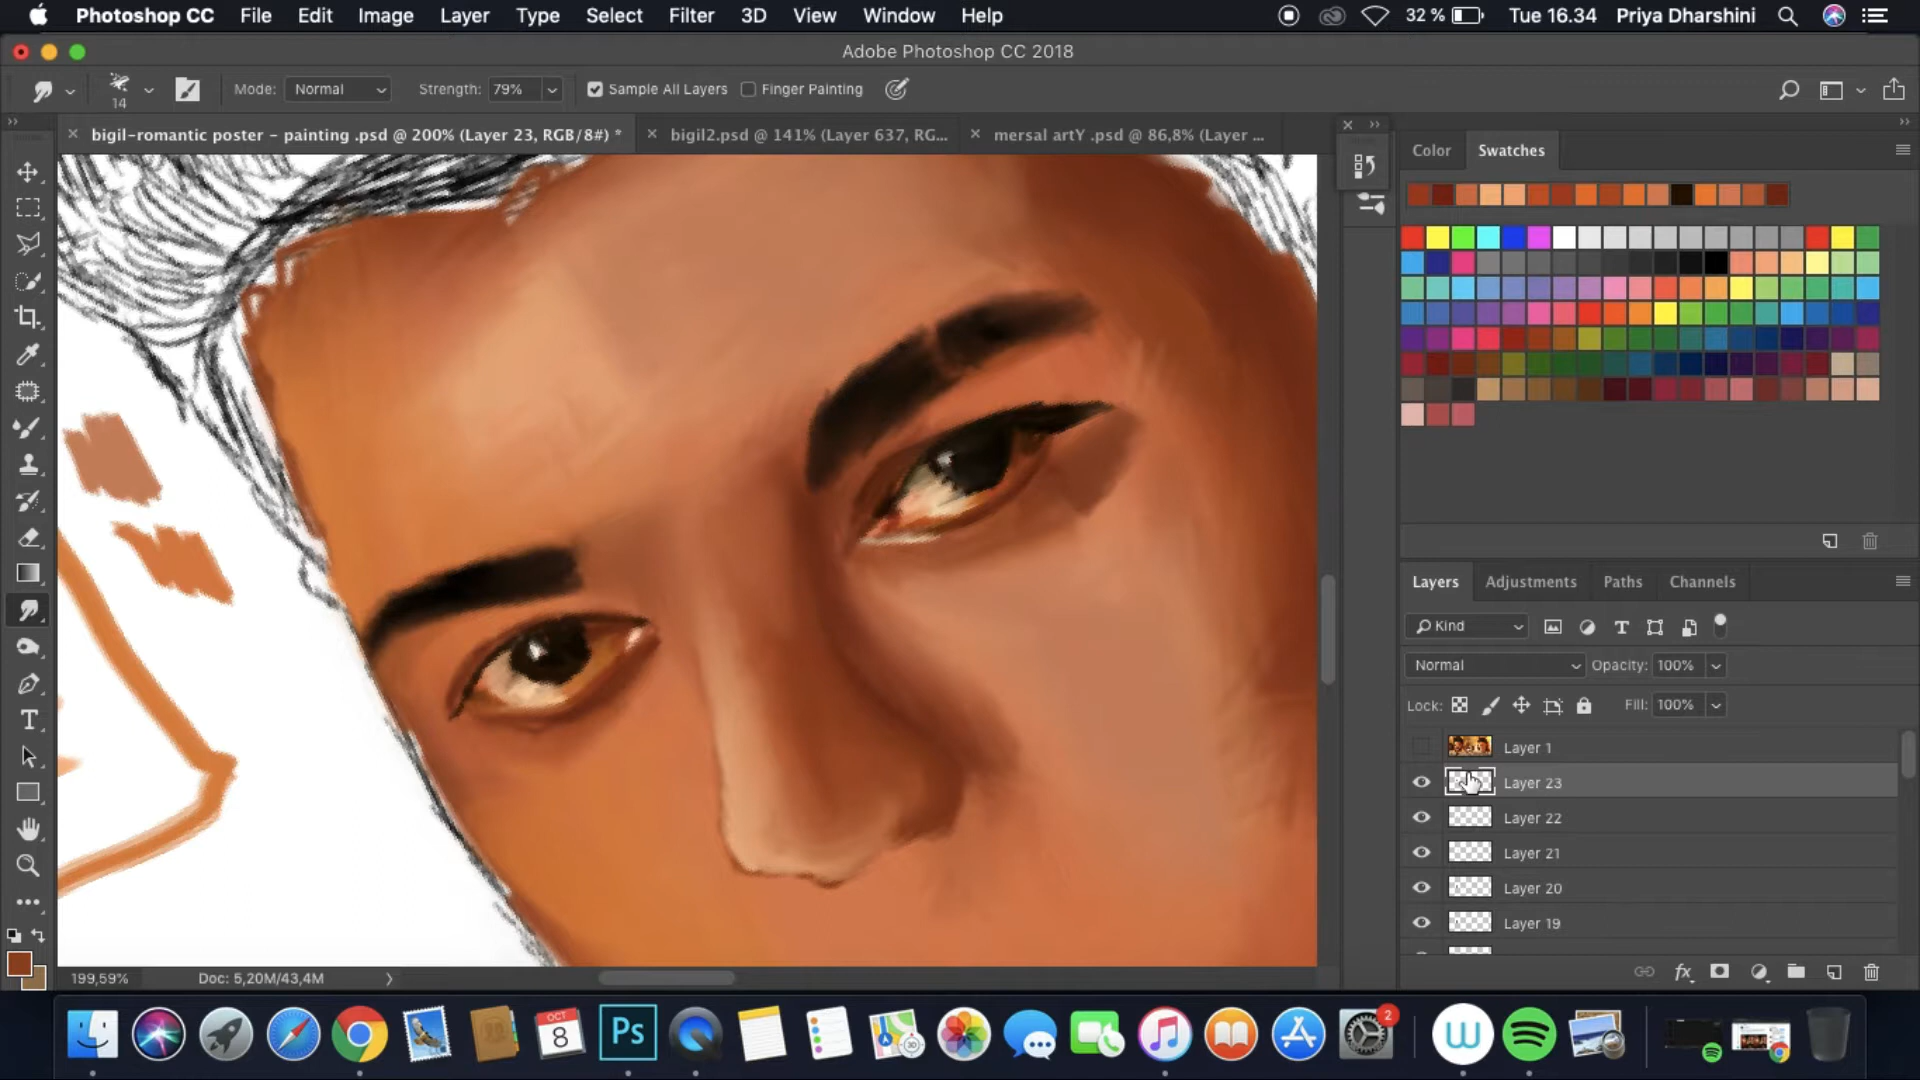 Photoshop CC File Edit Image Layer Type Select Filter 3D View Window Help 32 % Tue 16.34 Priya Dharshini
Adobe Photoshop CC 2018
14 Mode: Normal Strength: 79% Sample All Layers Finger Painting
bigil-romantic poster - painting .psd @ 200% (Layer 23, RGB/8#) * bigil2.psd @ 141% (Layer 637, RG... mersal artY .psd @ 86,8% (Layer ...
Color Swatches
Layers Adjustments Paths Channels
Kind
Normal Opacity: 100%
Lock: Fill: 100%
Layer 1
Layer 23
Layer 22
Layer 21
Layer 20
Layer 19
199,59% Doc: 5,20M/43,4M
OCT
8
Ps
2